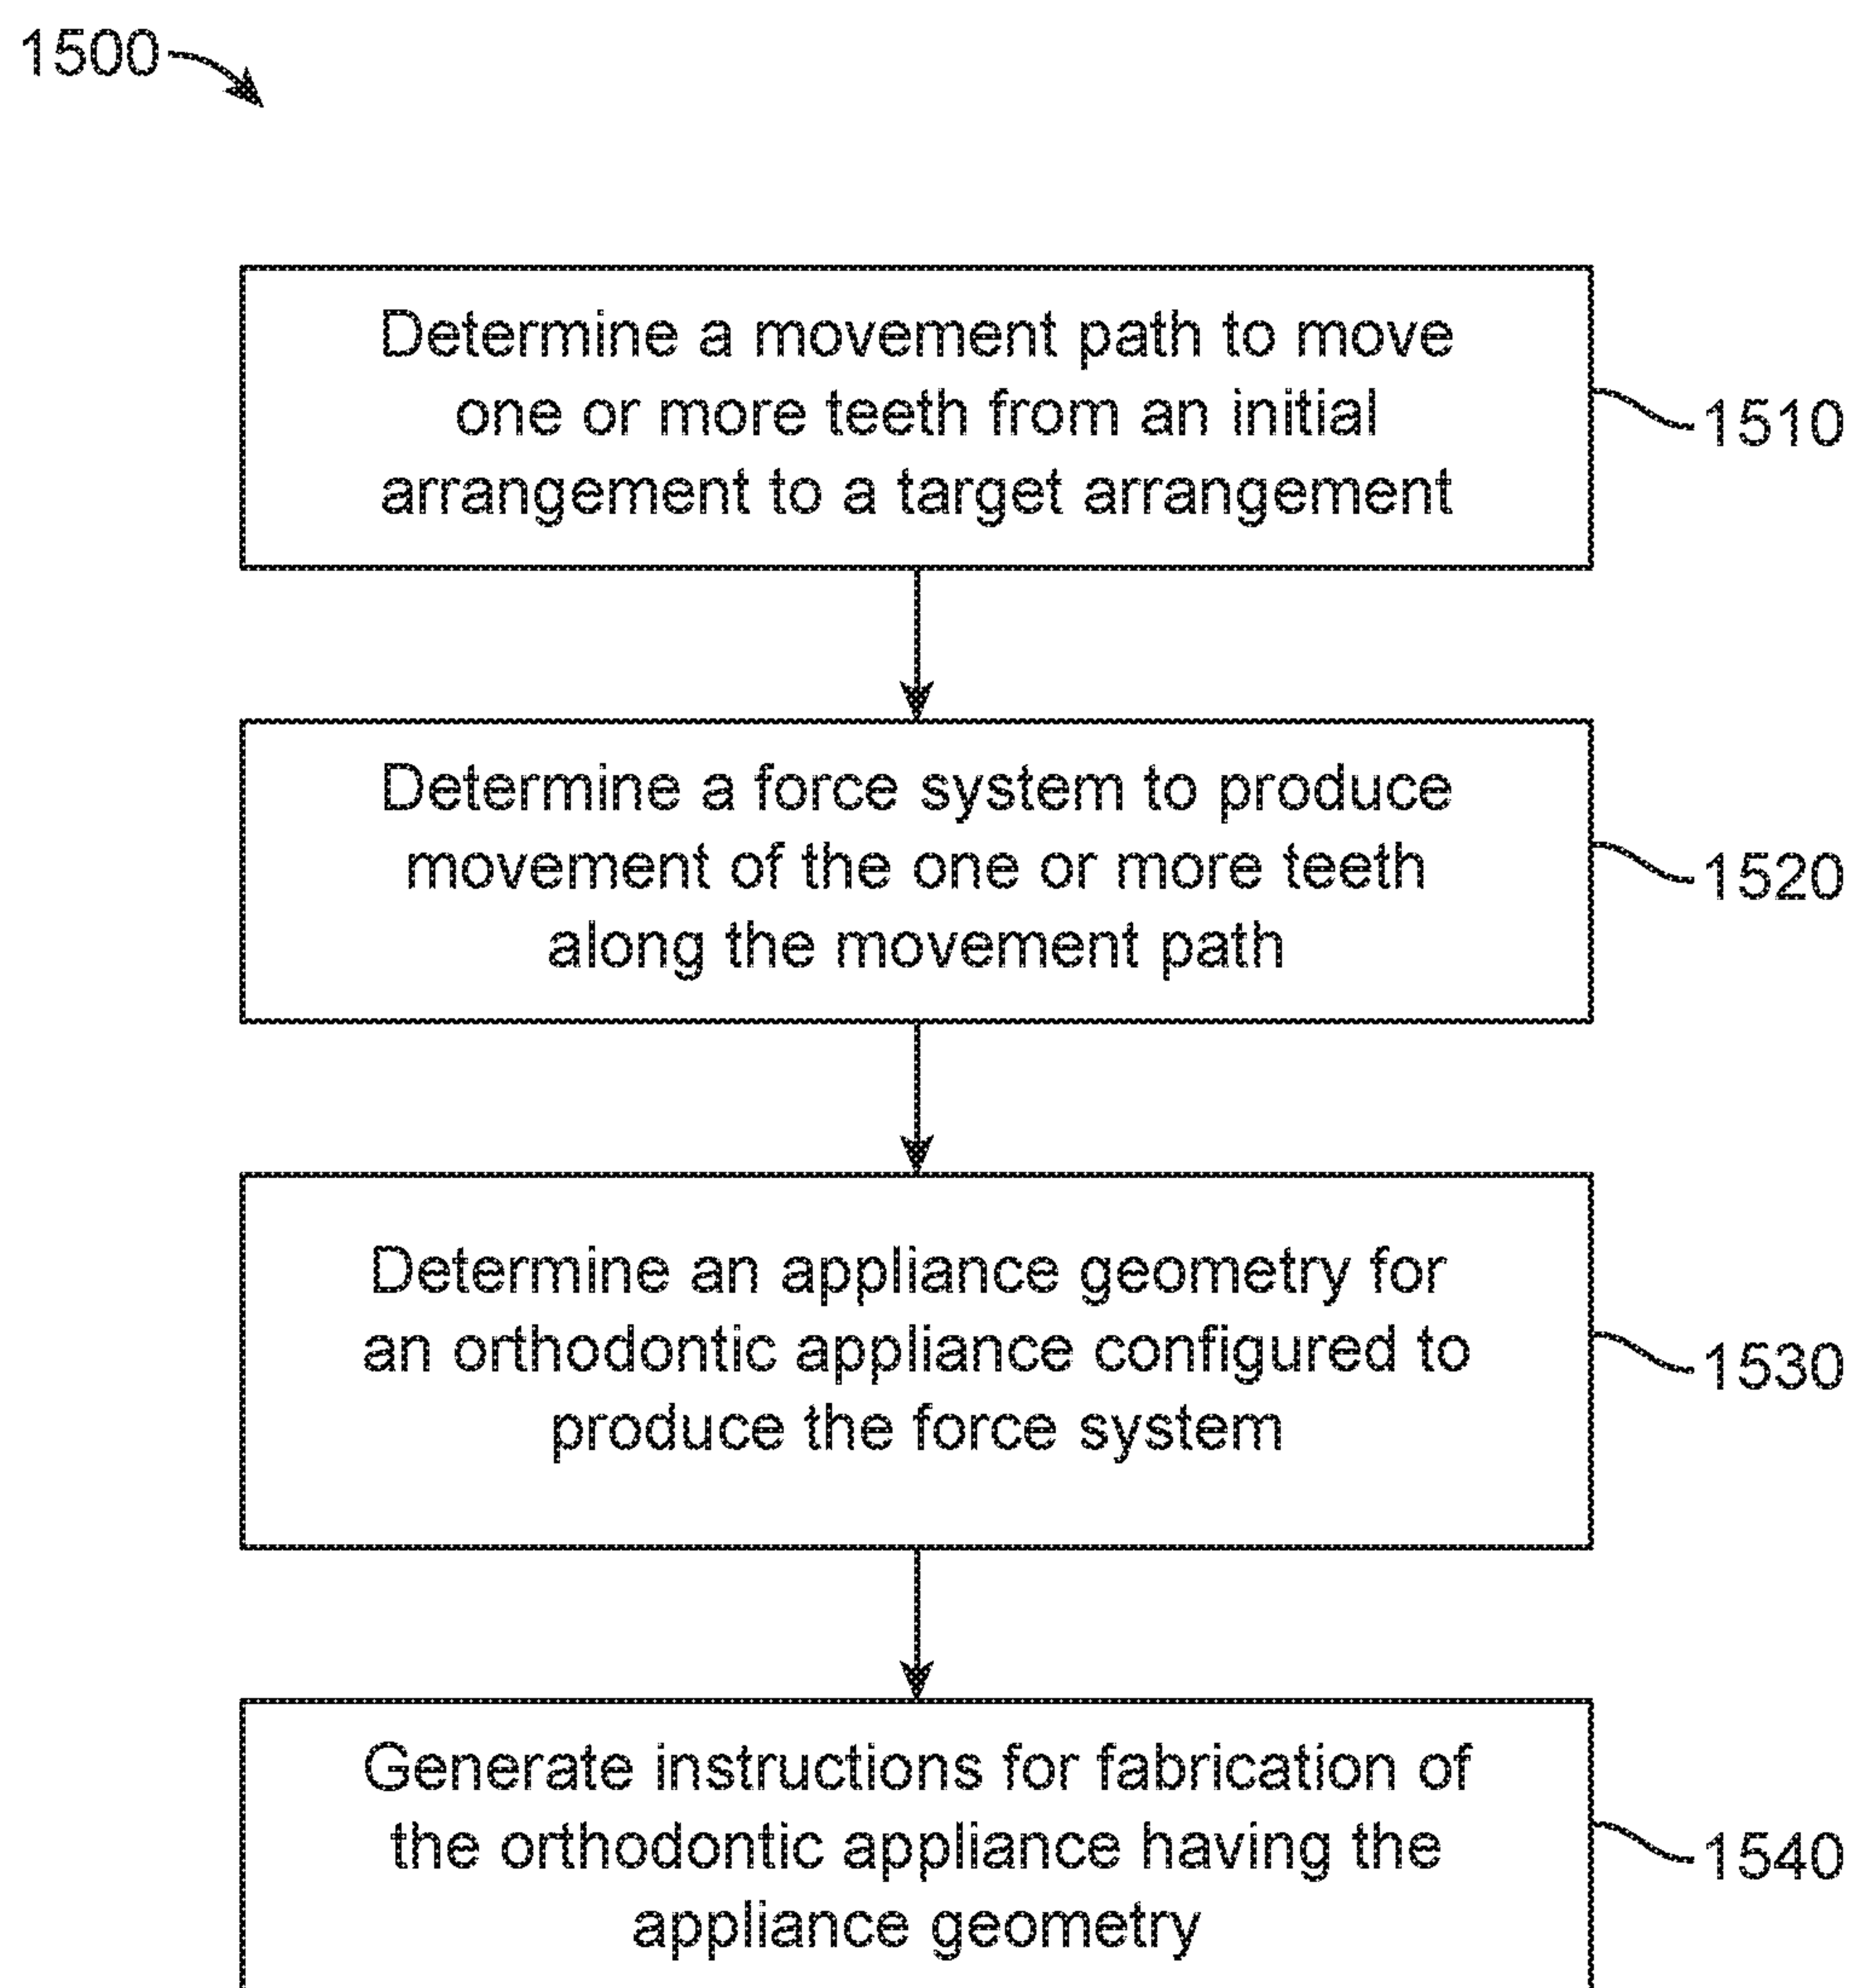 1500
Determine a movement path to move
one or more teeth from an initial
arrangement to a target arrangement
1510
Determine a force system to produce
movement of the one or more teeth
along the movement path
1520
Determine an appliance geometry for
an orthodontic appliance configured to
produce the force system
1530
Generate instructions for fabrication of
the orthodontic appliance having the
appliance geometry
1540